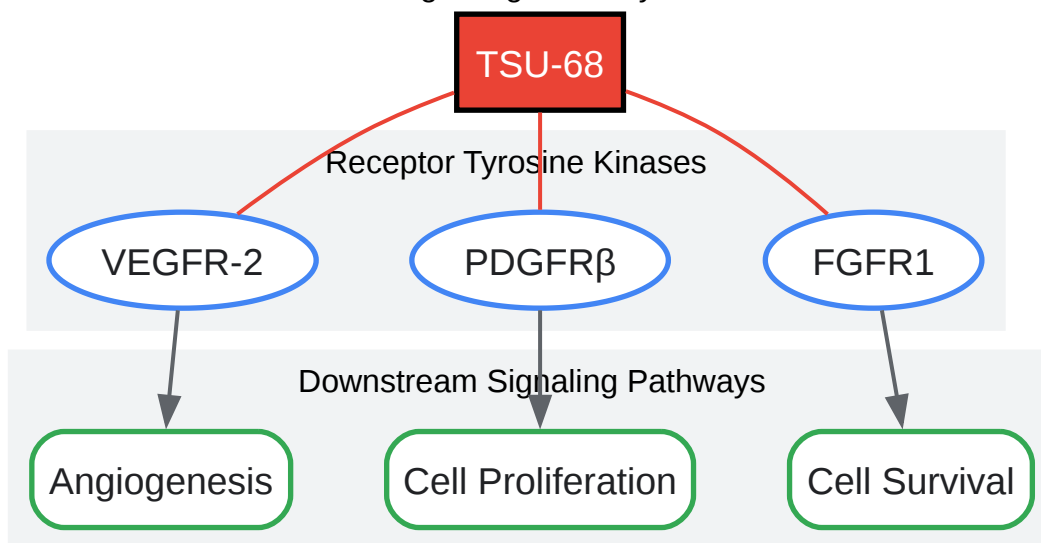 TSU-68
Receptor Tyrosine Kinases
VEGFR-2 PDGFRβ FGFR1
Downstream Signaling Pathways
Angiogenesis Cell Proliferation Cell Survival